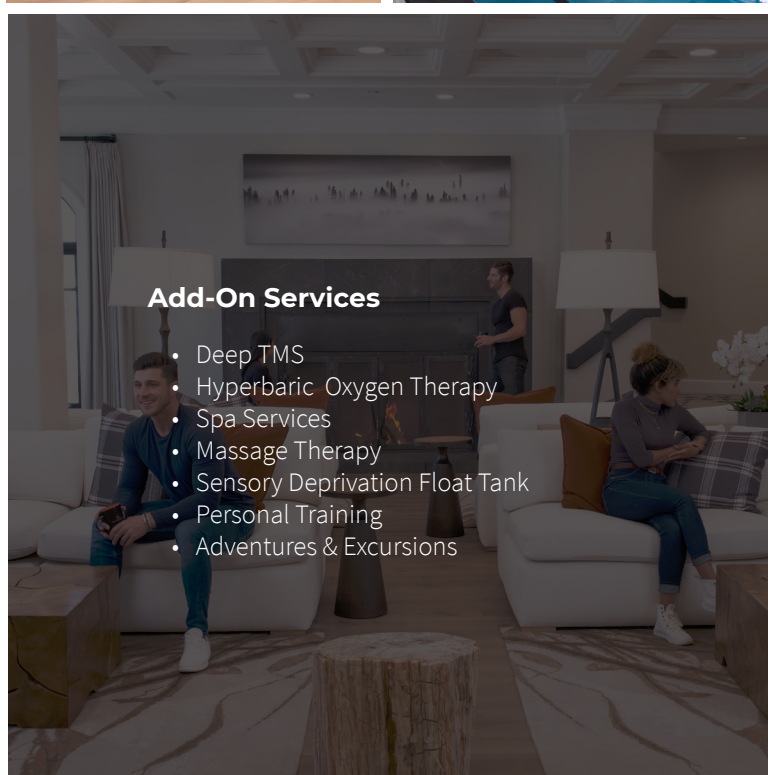 Add-On Services
• Deep TMS
• Hyperbaric  Oxygen Therapy
• Spa Services
• Massage Therapy
• Sensory Deprivation Float Tank
• Personal Training
• Adventures & Excursions